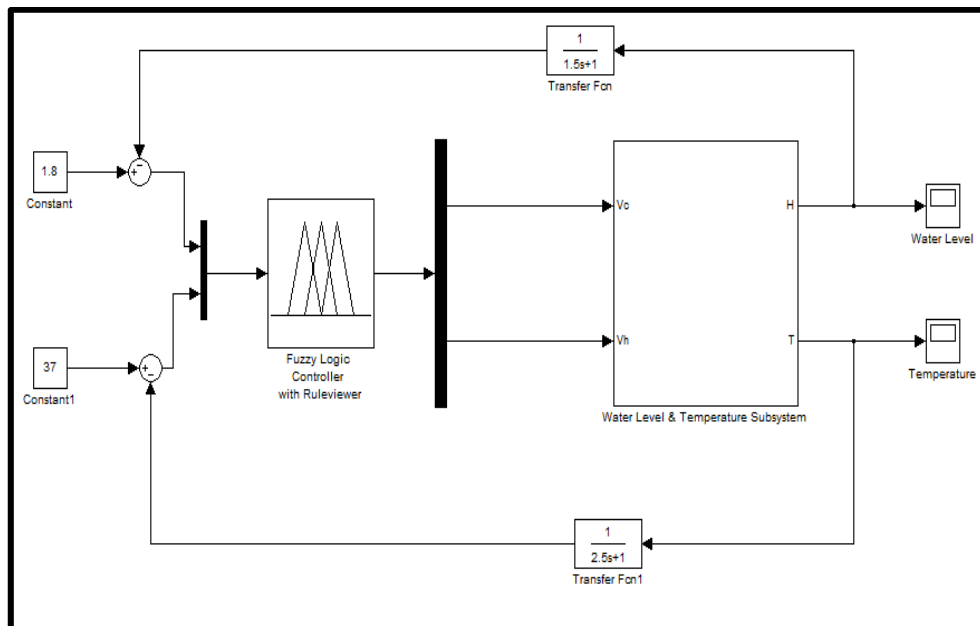 1
1.5s+1
Transfer Fcn
1.8
Constant
Vc
H
Water Level
Fuzzy Logic
Controller
with Ruleviewer
37
Constant1
Vh
T
Temperature
Water Level & Temperature Subsystem
1
2.5s+1
Transfer Fcn1